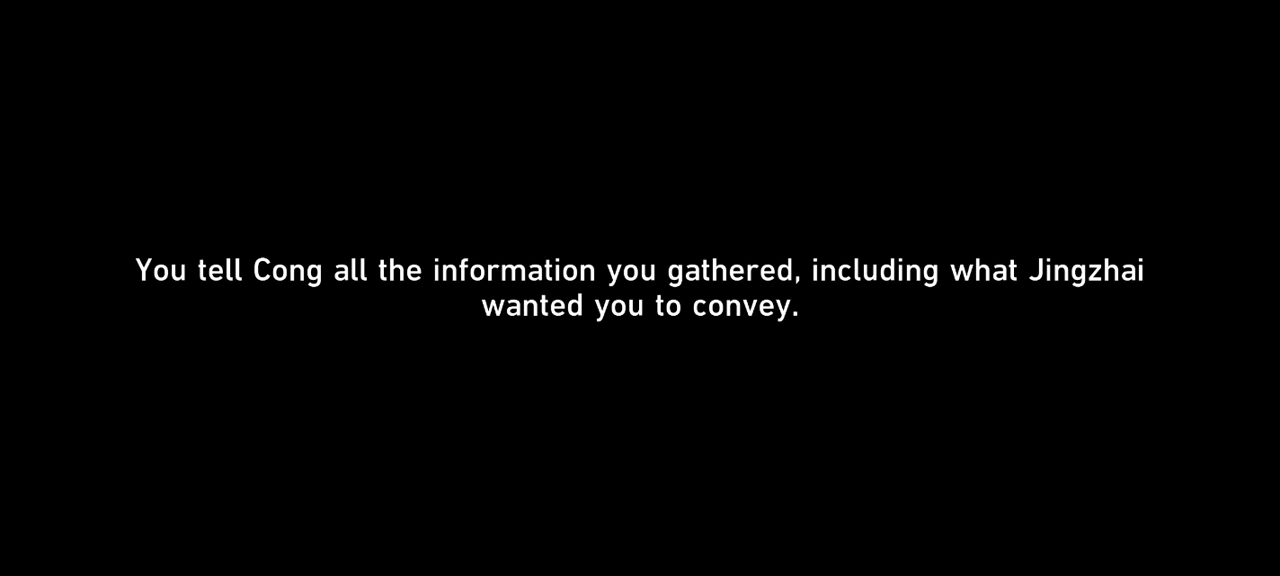 You tell Cong all the information you gathered, including what Jingzhai
wanted you to convey.